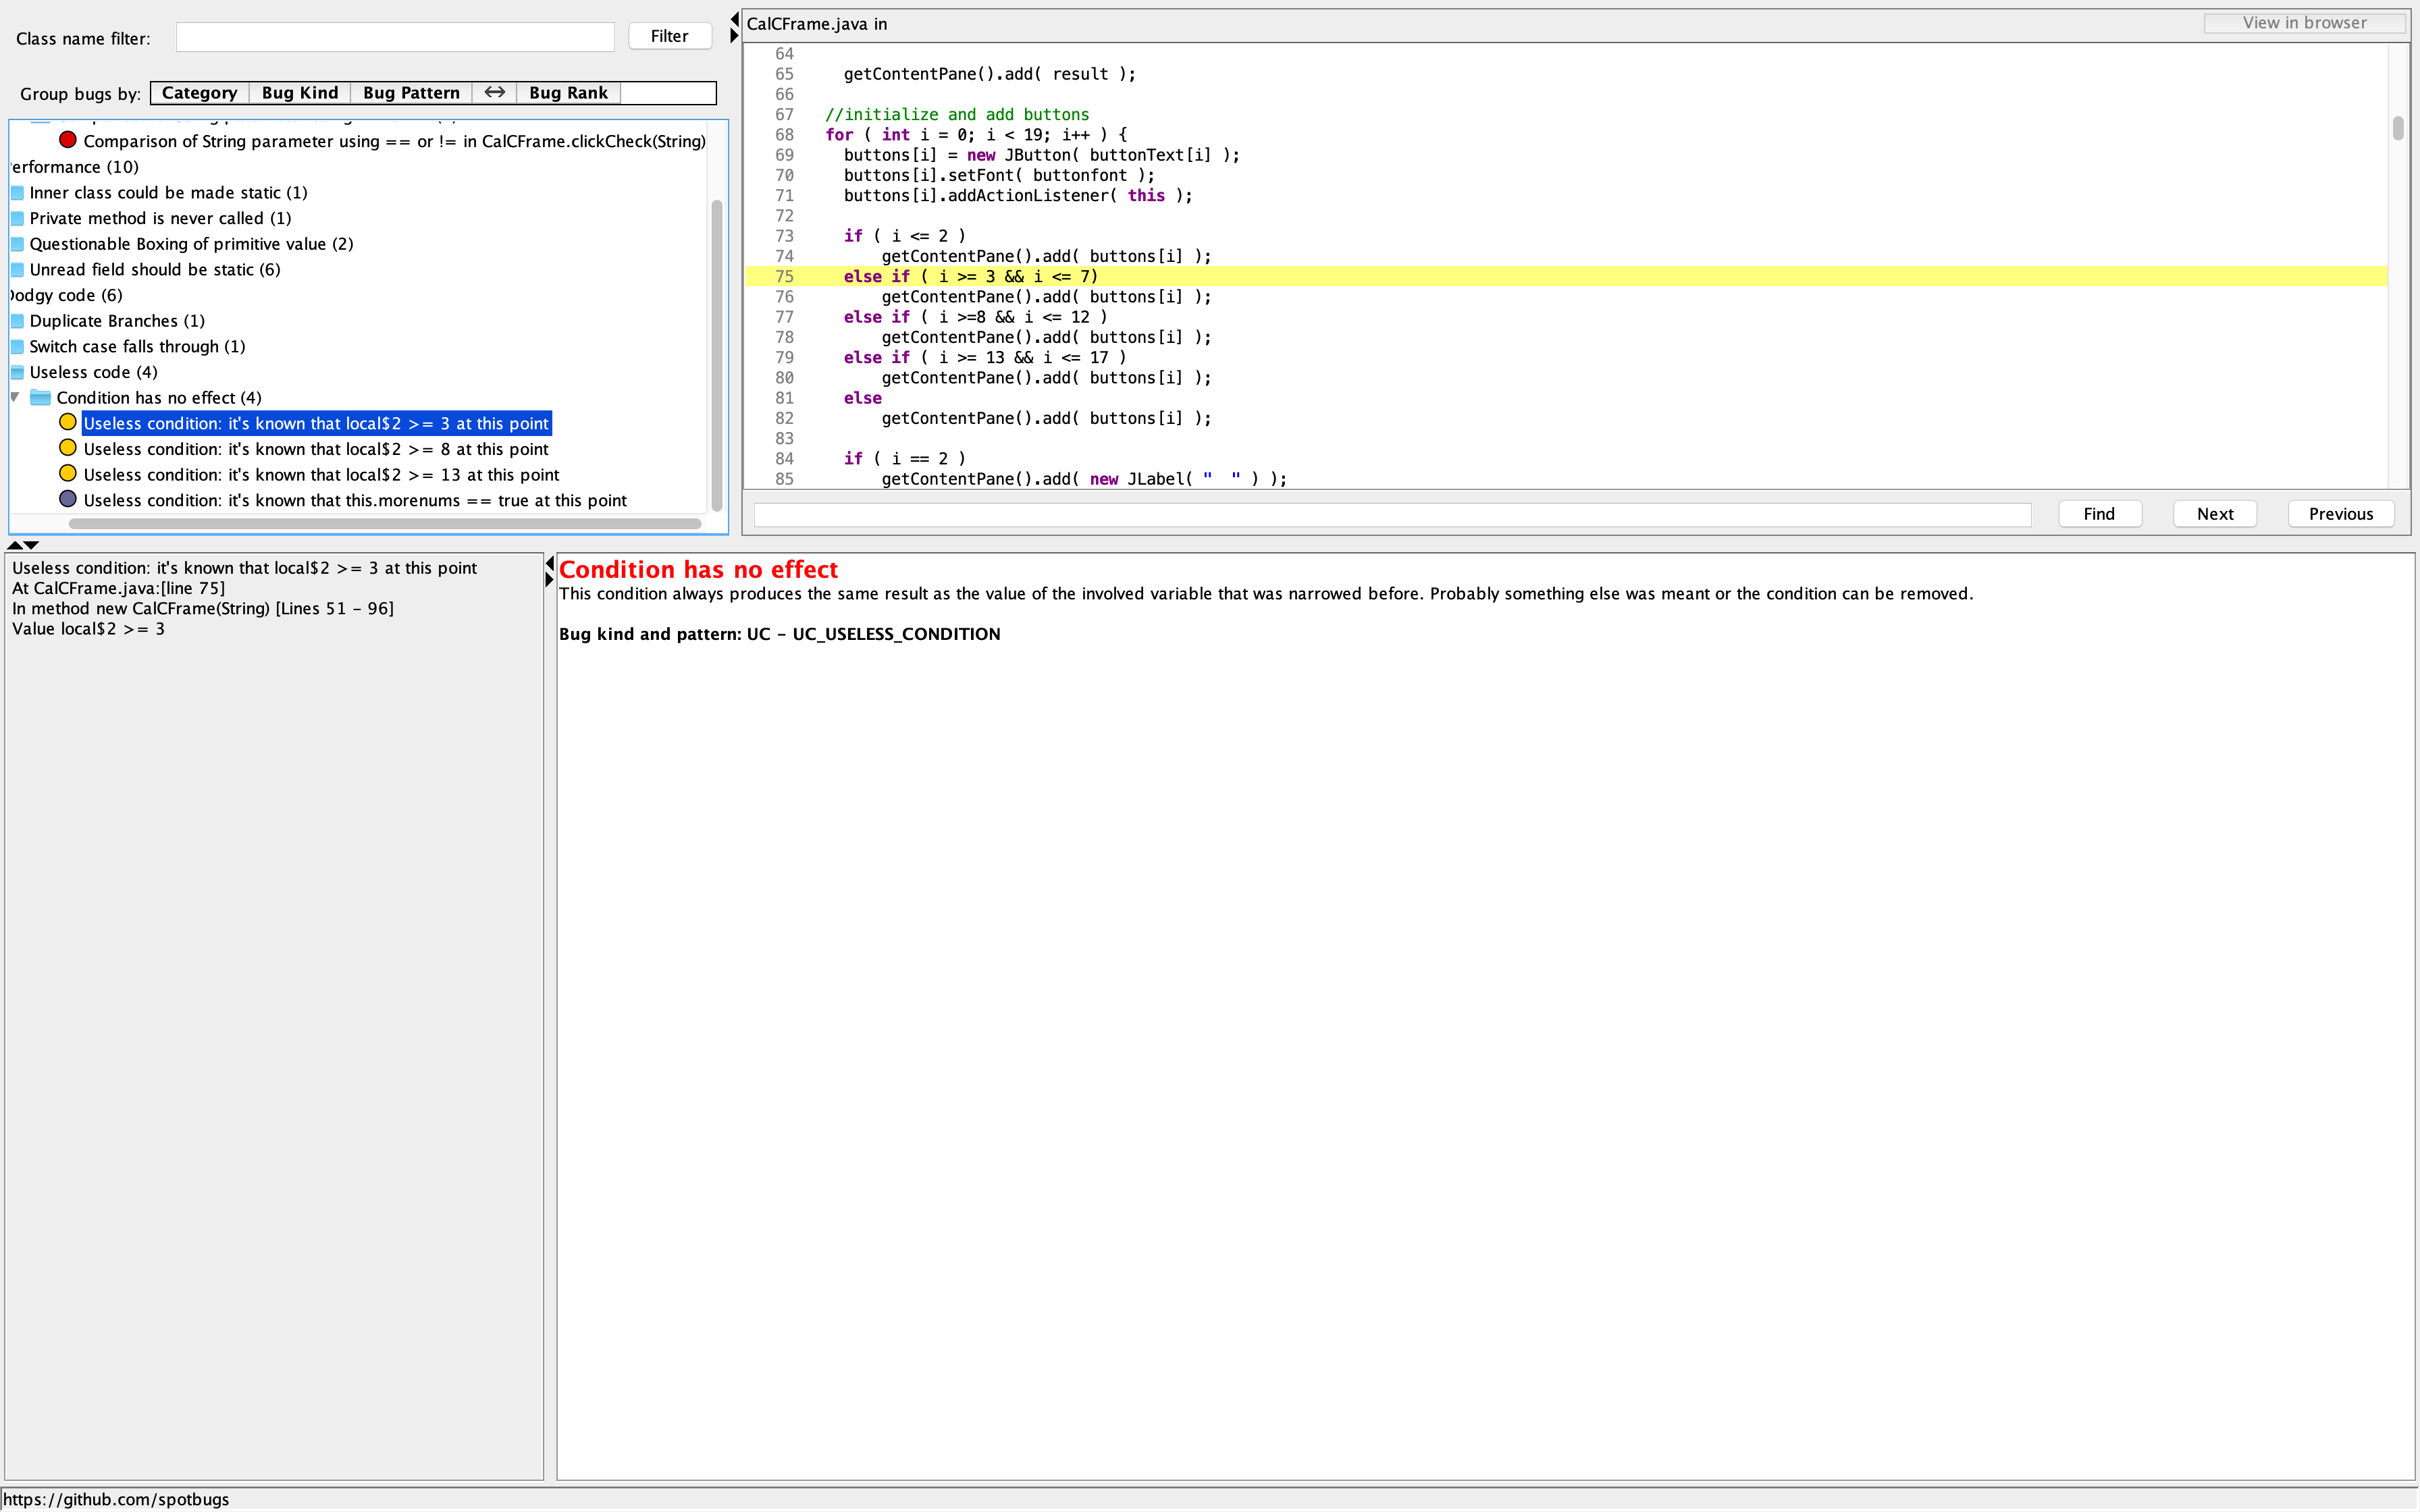 Class name filter:
Filter
Group bugs by: Category Bug Kind Bug Pattern ↔ Bug Rank
Comparison of String parameter using == or != in CalCFrame.clickCheck(String)
erformance (10)
Inner class could be made static (1)
Private method is never called (1)
Questionable Boxing of primitive value (2)
Unread field should be static (6)
odgy code (6)
Duplicate Branches (1)
Switch case falls through (1)
Useless code (4)
Condition has no effect (4)
Useless condition: it's known that local$2 >= 3 at this point
Useless condition: it's known that local$2 >= 8 at this point
Useless condition: it's known that local$2 >= 13 at this point
Useless condition: it's known that this.morenums == true at this point
CalCFrame.java in
View in browser
64
65 getContentPane().add( result );
66
67 //initialize and add buttons
68 for ( int i = 0; i < 19; i++ ) {
69 buttons[i] = new JButton( buttonText[i] );
70 buttons[i].setFont( buttonfont );
71 buttons[i].addActionListener( this );
72
73 if ( i <= 2 )
74 getContentPane().add( buttons[i] );
75 else if ( i >= 3 && i <= 7)
76 getContentPane().add( buttons[i] );
77 else if ( i >=8 && i <= 12 )
78 getContentPane().add( buttons[i] );
79 else if ( i >= 13 && i <= 17 )
80 getContentPane().add( buttons[i] );
81 else
82 getContentPane().add( buttons[i] );
83
84 if ( i == 2 )
85 getContentPane().add( new JLabel( "  " ) );
Find Next Previous
Useless condition: it's known that local$2 >= 3 at this point
At CalCFrame.java:[line 75]
In method new CalCFrame(String) [Lines 51 - 96]
Value local$2 >= 3
Condition has no effect
This condition always produces the same result as the value of the involved variable that was narrowed before. Probably something else was meant or the condition can be removed.
Bug kind and pattern: UC - UC_USELESS_CONDITION
https://github.com/spotbugs